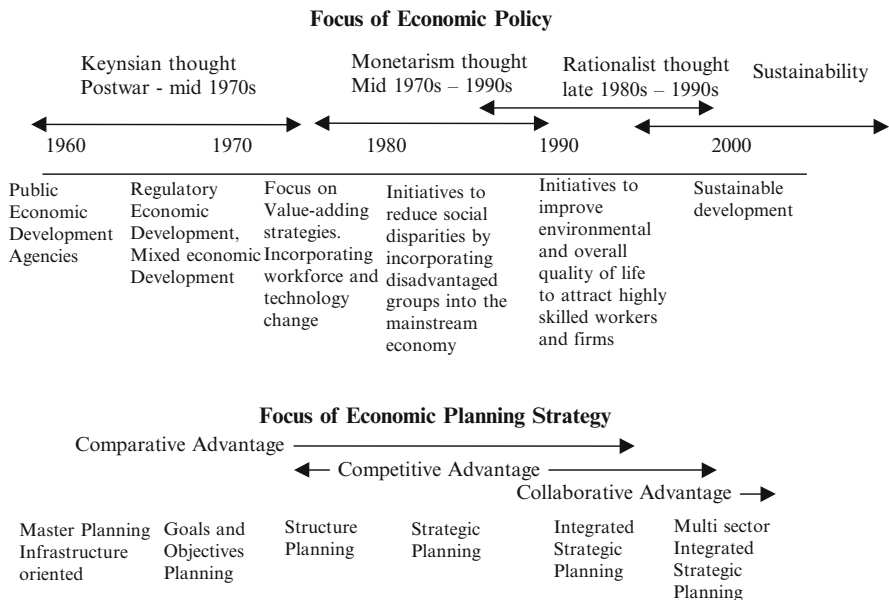 Focus of Economic Policy
Keynsian thought
Postwar - mid 1970s
Monetarism thought
Mid 1970s – 1990s
Rationalist thought
late 1980s – 1990s
Sustainability
1960
1970
1980
1990
2000
Public
Economic
Development
Agencies
Regulatory
Economic
Development,
Mixed economic
Development
Focus on
Value-adding
strategies.
Incorporating
workforce and
technology
change
Initiatives to
reduce social
disparities by
incorporating
disadvantaged
groups into the
mainstream
economy
Initiatives to
improve
environmental
and overall
quality of life
to attract highly
skilled workers
and firms
Sustainable
development
Focus of Economic Planning Strategy
Comparative Advantage
Competitive Advantage
Collaborative Advantage
Master Planning
Infrastructure
oriented
Goals and
Objectives
Planning
Structure
Planning
Strategic
Planning
Integrated
Strategic
Planning
Multi sector
Integrated
Strategic
Planning